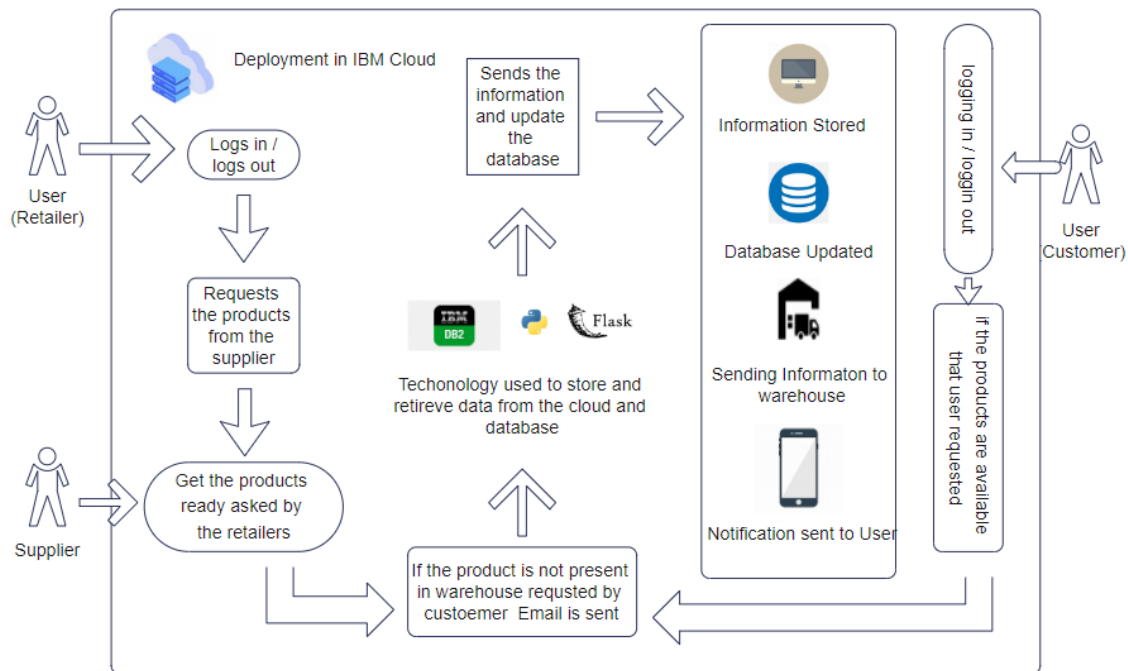 Deployment in IBM Cloud
User
(Retailer)
Logs in /
logs out
Requests
the products
from the
supplier
Supplier
Get the products
ready asked by
the retailers
If the product is not present
in warehouse requsted by
custoemer Email is sent
IBM
DB2
Flask
Techonology used to store and
retireve data from the cloud and
database
Sends the
information
and update
the
database
Information Stored
Database Updated
Sending Informaton to
warehouse
Notification sent to User
logging in / loggin out
User
(Customer)
if the products are available
that user requested